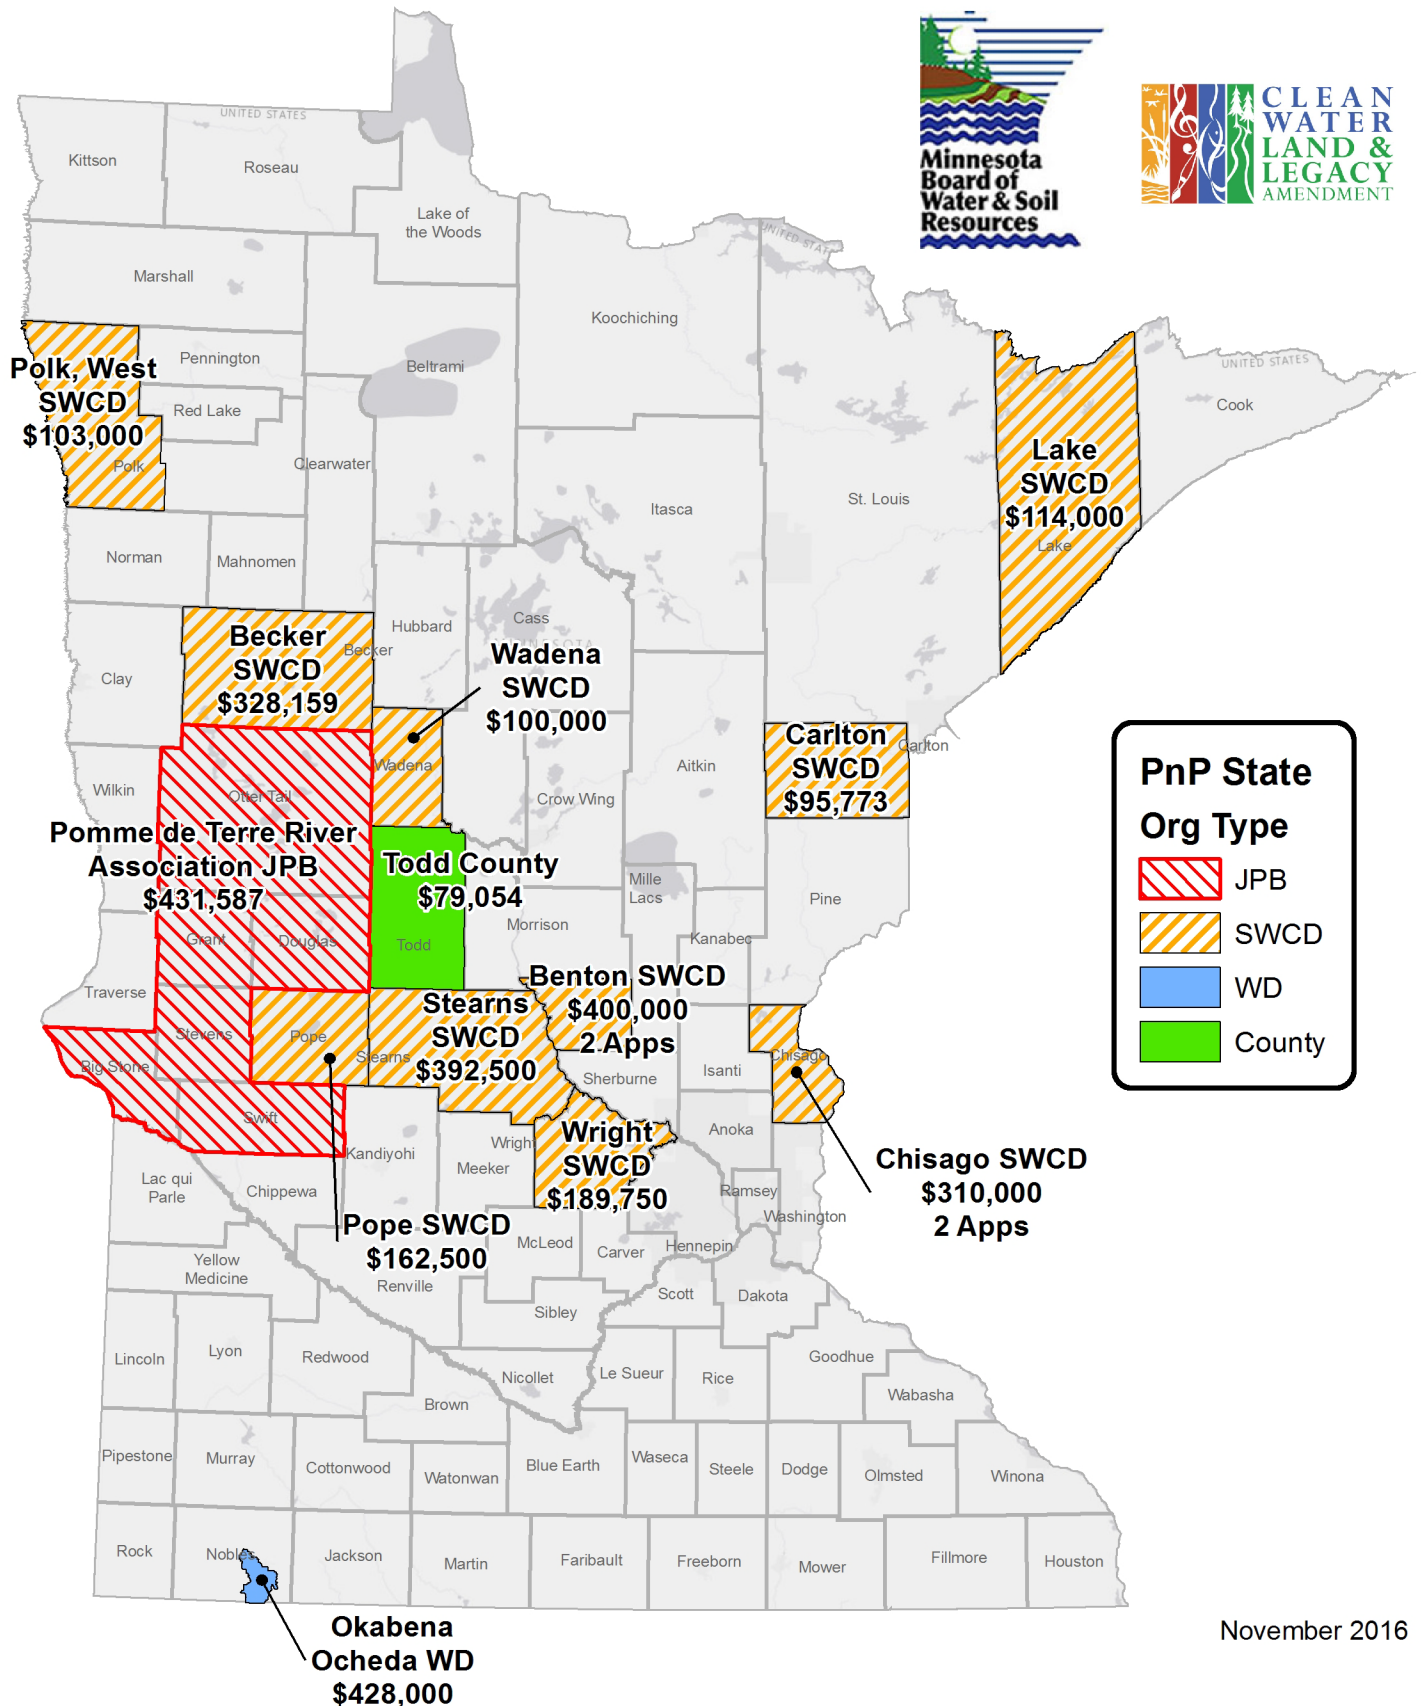 Minnesota
Board of
Water & Soil
Resources
CLEAN
WATER
LAND &
LEGACY
AMENDMENT
UNITED STATES
Kittson
Roseau
Lake of
the Woods
UNITED STATES
Marshall
Koochiching
Pennington
Beltrami
UNITED STATES
Polk, West
SWCD
$103,000
Red Lake
Cook
Polk
Clearwater
Lake
SWCD
$114,000
Lake
St. Louis
Itasca
Norman
Mahnomen
Cass
MINNESOTA
Hubbard
Becker
SWCD
$328,159
Becker
Wadena
SWCD
$100,000
Clay
Carlton
SWCD
$95,773
Carlton
Wadena
Aitkin
Wilkin
Otter Tail
Crow Wing
Pomme de Terre River
Association JPB
$431,587
Todd County
$79,054
Mille
Lacs
Pine
Morrison
Grant
Douglas
Todd
Kanabec
Traverse
Benton SWCD
$400,000
2 Apps
Stearns
SWCD
$392,500
Stevens
Pope
Stearns
Big Stone
Chisago
Isanti
Sherburne
Swift
Anoka
Wright
SWCD
$189,750
Wrigh
Kandiyohi
Meeker
Chisago SWCD
$310,000
2 Apps
Lac qui
Parle
Chippewa
Ramsey
Washington
Pope SWCD
$162,500
McLeod
Carver
Hennepin
Yellow
Medicine
Renville
Scott
Dakota
Sibley
Lincoln
Lyon
Redwood
Nicollet
Le Sueur
Rice
Goodhue
Wabasha
Brown
Pipestone
Murray
Cottonwood
Watonwan
Blue Earth
Waseca
Steele
Dodge
Olmsted
Winona
Rock
Nobles
Jackson
Martin
Faribault
Freeborn
Mower
Fillmore
Houston
Okabena
Ocheda WD
$428,000
PnP State
Org Type
JPB
SWCD
WD
County
November 2016